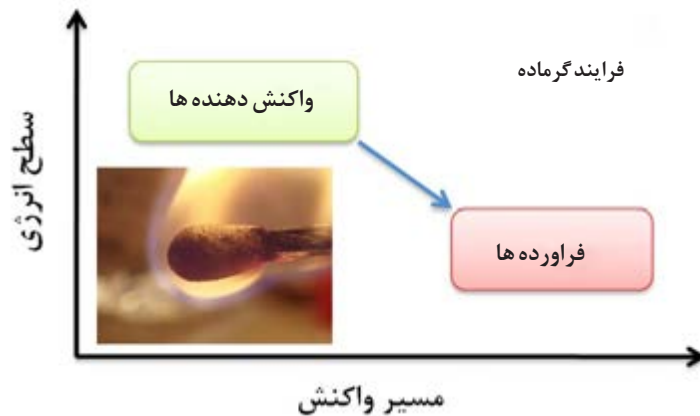 فرایند گرماده
واکنش دهنده ها
سطح انرژی
فراورده ها
مسیر واکنش